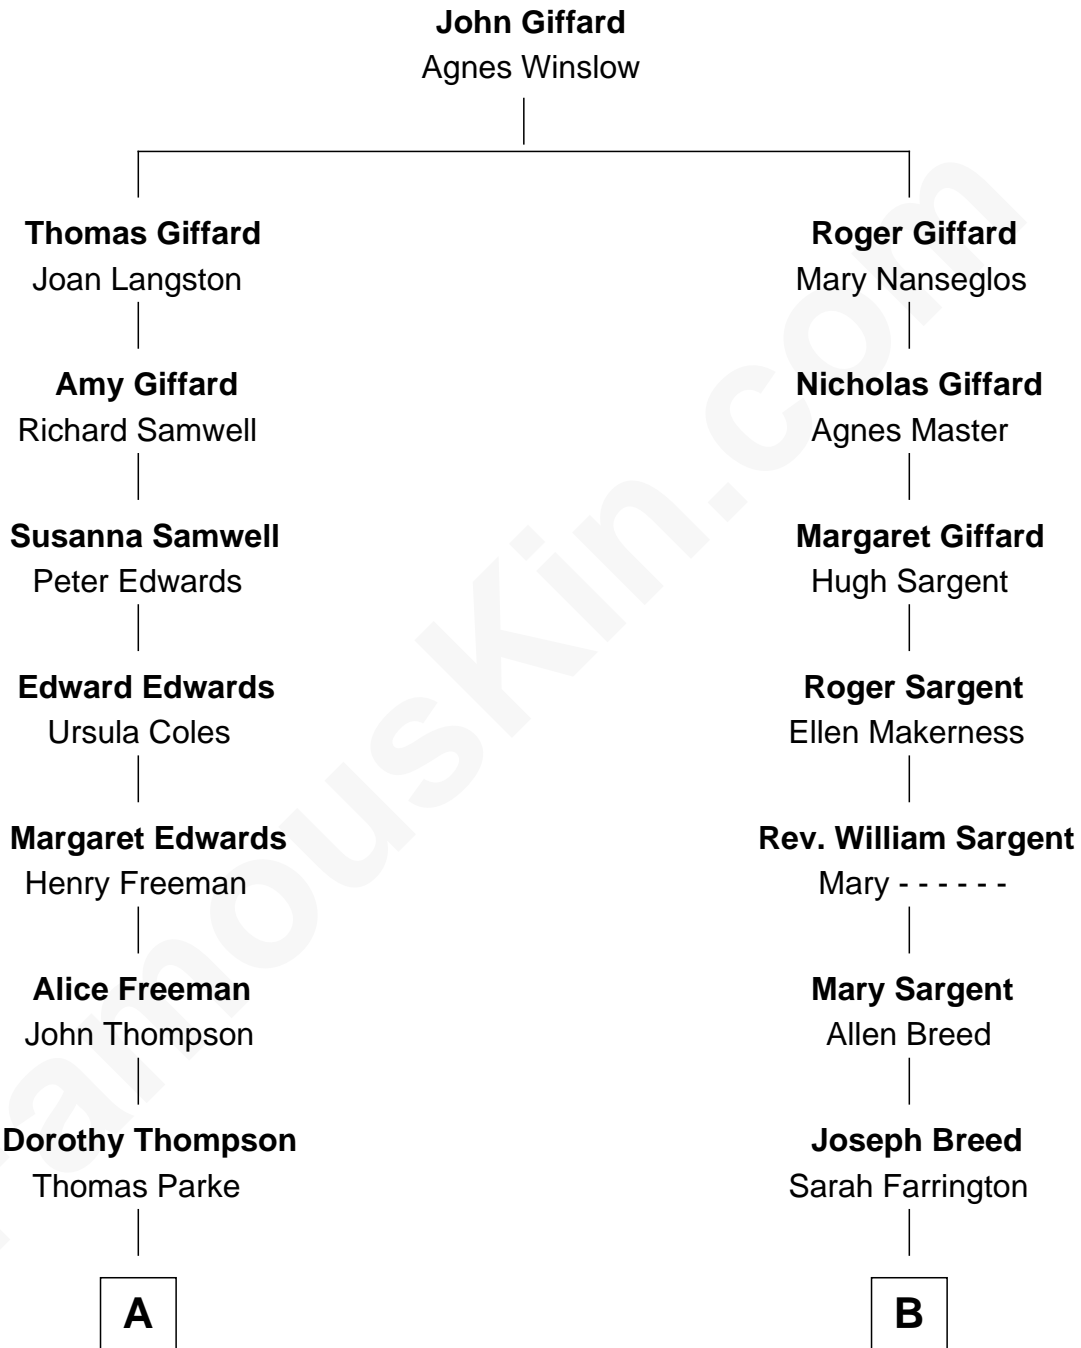 John Giffard
Agnes Winslow
Thomas Giffard
Joan Langston
Roger Giffard
Mary Nanseglos
Amy Giffard
Richard Samwell
Nicholas Giffard
Agnes Master
Susanna Samwell
Peter Edwards
Margaret Giffard
Hugh Sargent
Edward Edwards
Ursula Coles
Roger Sargent
Ellen Makerness
Margaret Edwards
Henry Freeman
Rev. William Sargent
Mary - - - - - -
Alice Freeman
John Thompson
Mary Sargent
Allen Breed
Dorothy Thompson
Thomas Parke
Joseph Breed
Sarah Farrington
A
B
FamousKin.com